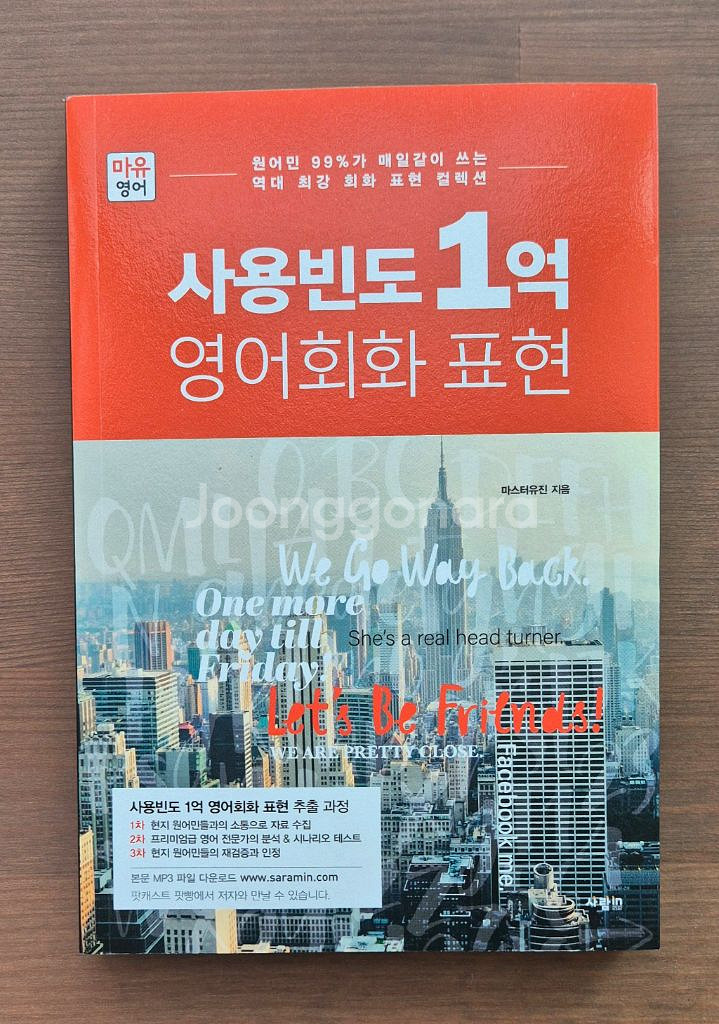 마유
영어
원어민 99%가 매일같이 쓰는
역대 최강 회화 표현 컬렉션
사용빈도 1억
영어회화 표현
마스터유진 지음
Joonggonara
We Go Way Back.
One more
day till
Friday!
She's a real head turner.
Let's Be Friends!
WE ARE PRETTY CLOSE.
Facebook me
사용빈도 1억 영어회화 표현 추출 과정
1차 현지 원어민들과의 소통으로 자료 수집
2차 프리미엄급 영어 전문가의 분석 & 시나리오 테스트
3차 현지 원어민들의 재검증과 인정
본문 MP3 파일 다운로드 www.saramin.com
팟캐스트 팟빵에서 저자와 만날 수 있습니다.
사람in